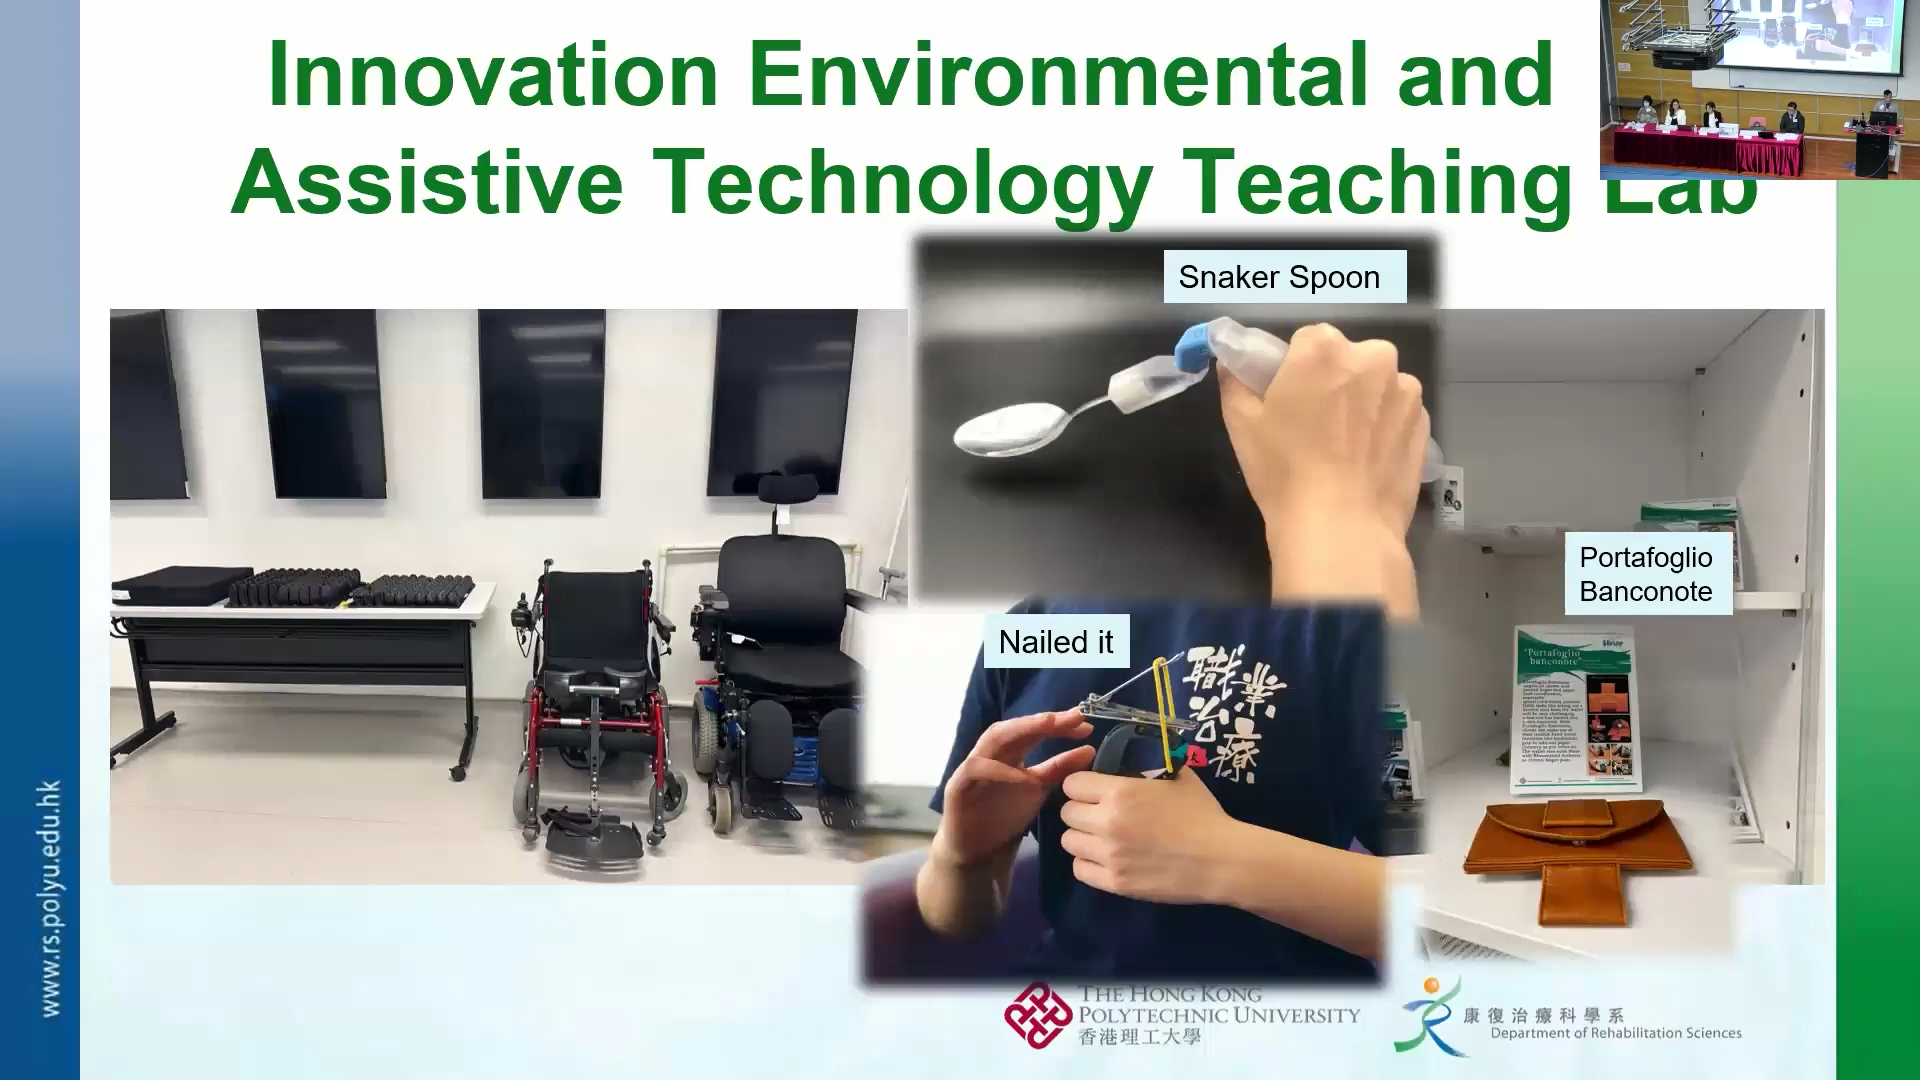 Innovation Environmental and
Assistive Technology Teaching Lab
Snaker Spoon
Portafoglio
Banconote
Nailed it
職業
治療
"Portafoglio
banconote"
www.rs.polyu.edu.hk
THE HONG KONG
POLYTECHNIC UNIVERSITY
香港理工大學
康復治療科學系
Department of Rehabilitation Sciences